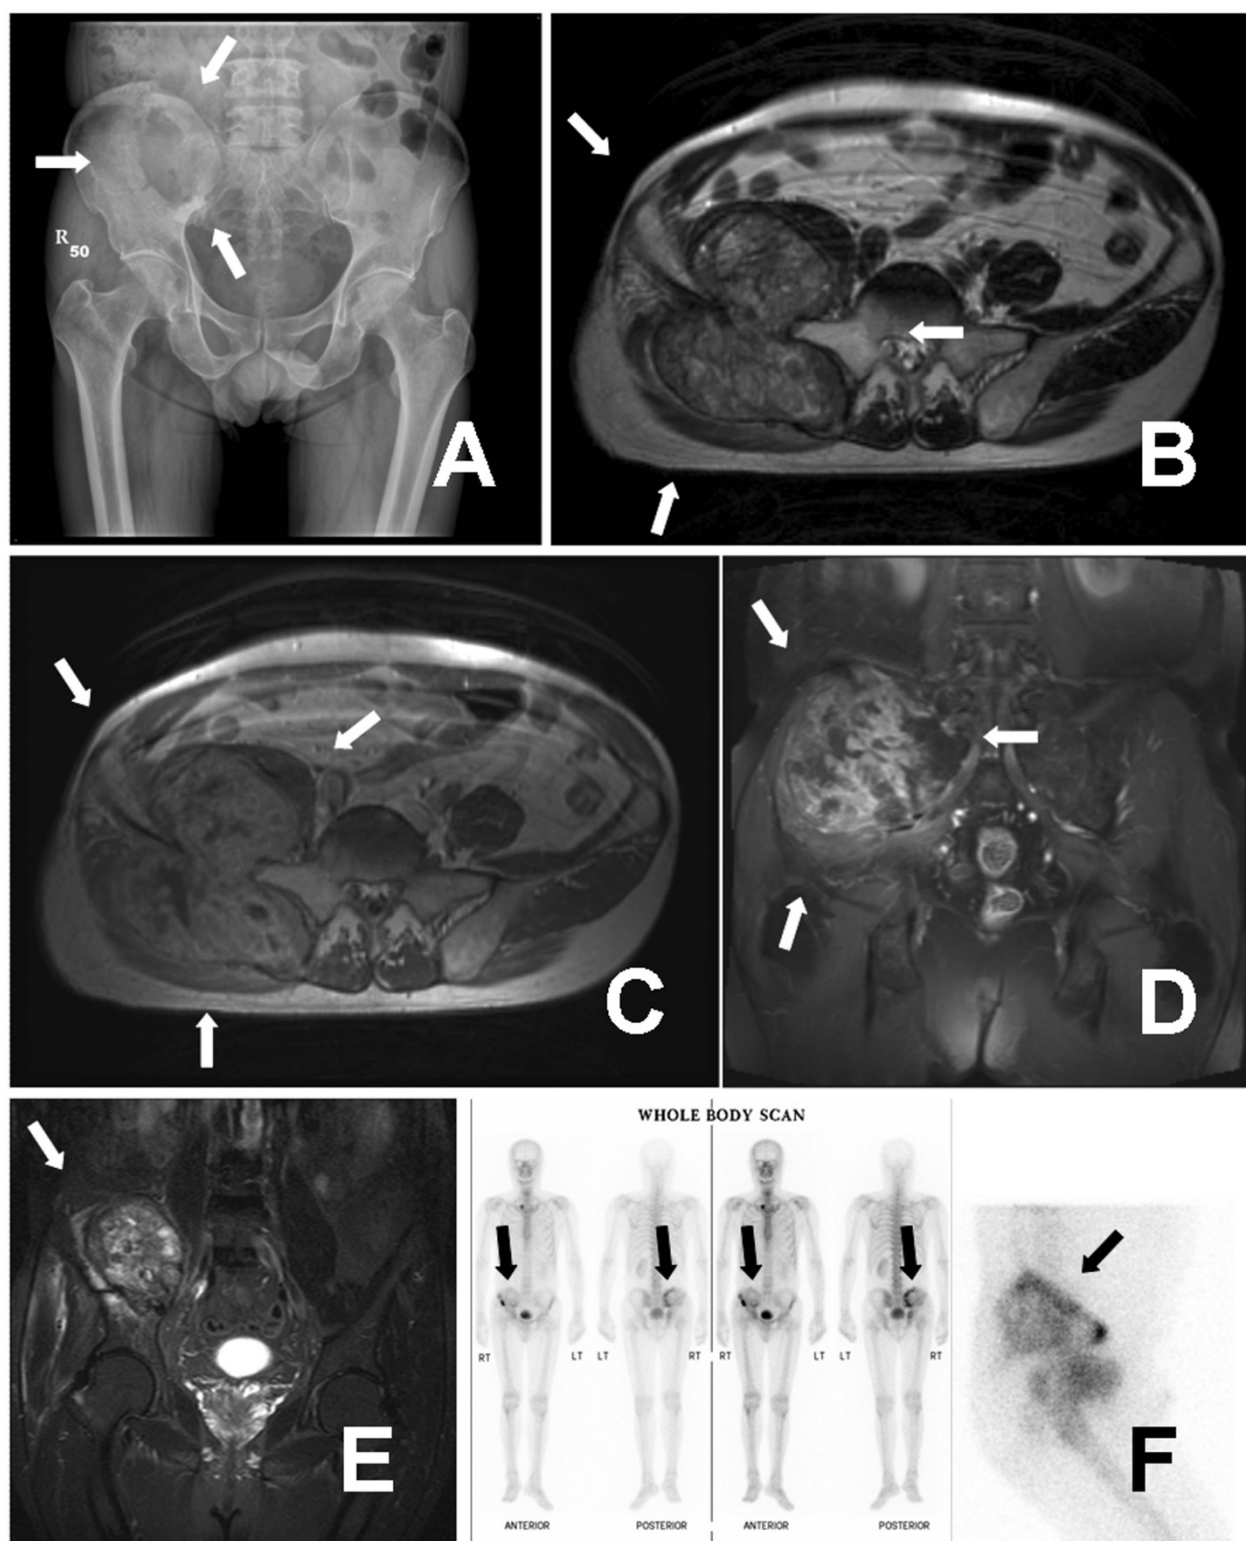 A
R
50
B
C
D
E
WHOLE BODY SCAN
RT LT LT RT RT LT LT RT
ANTERIOR POSTERIOR ANTERIOR POSTERIOR
F